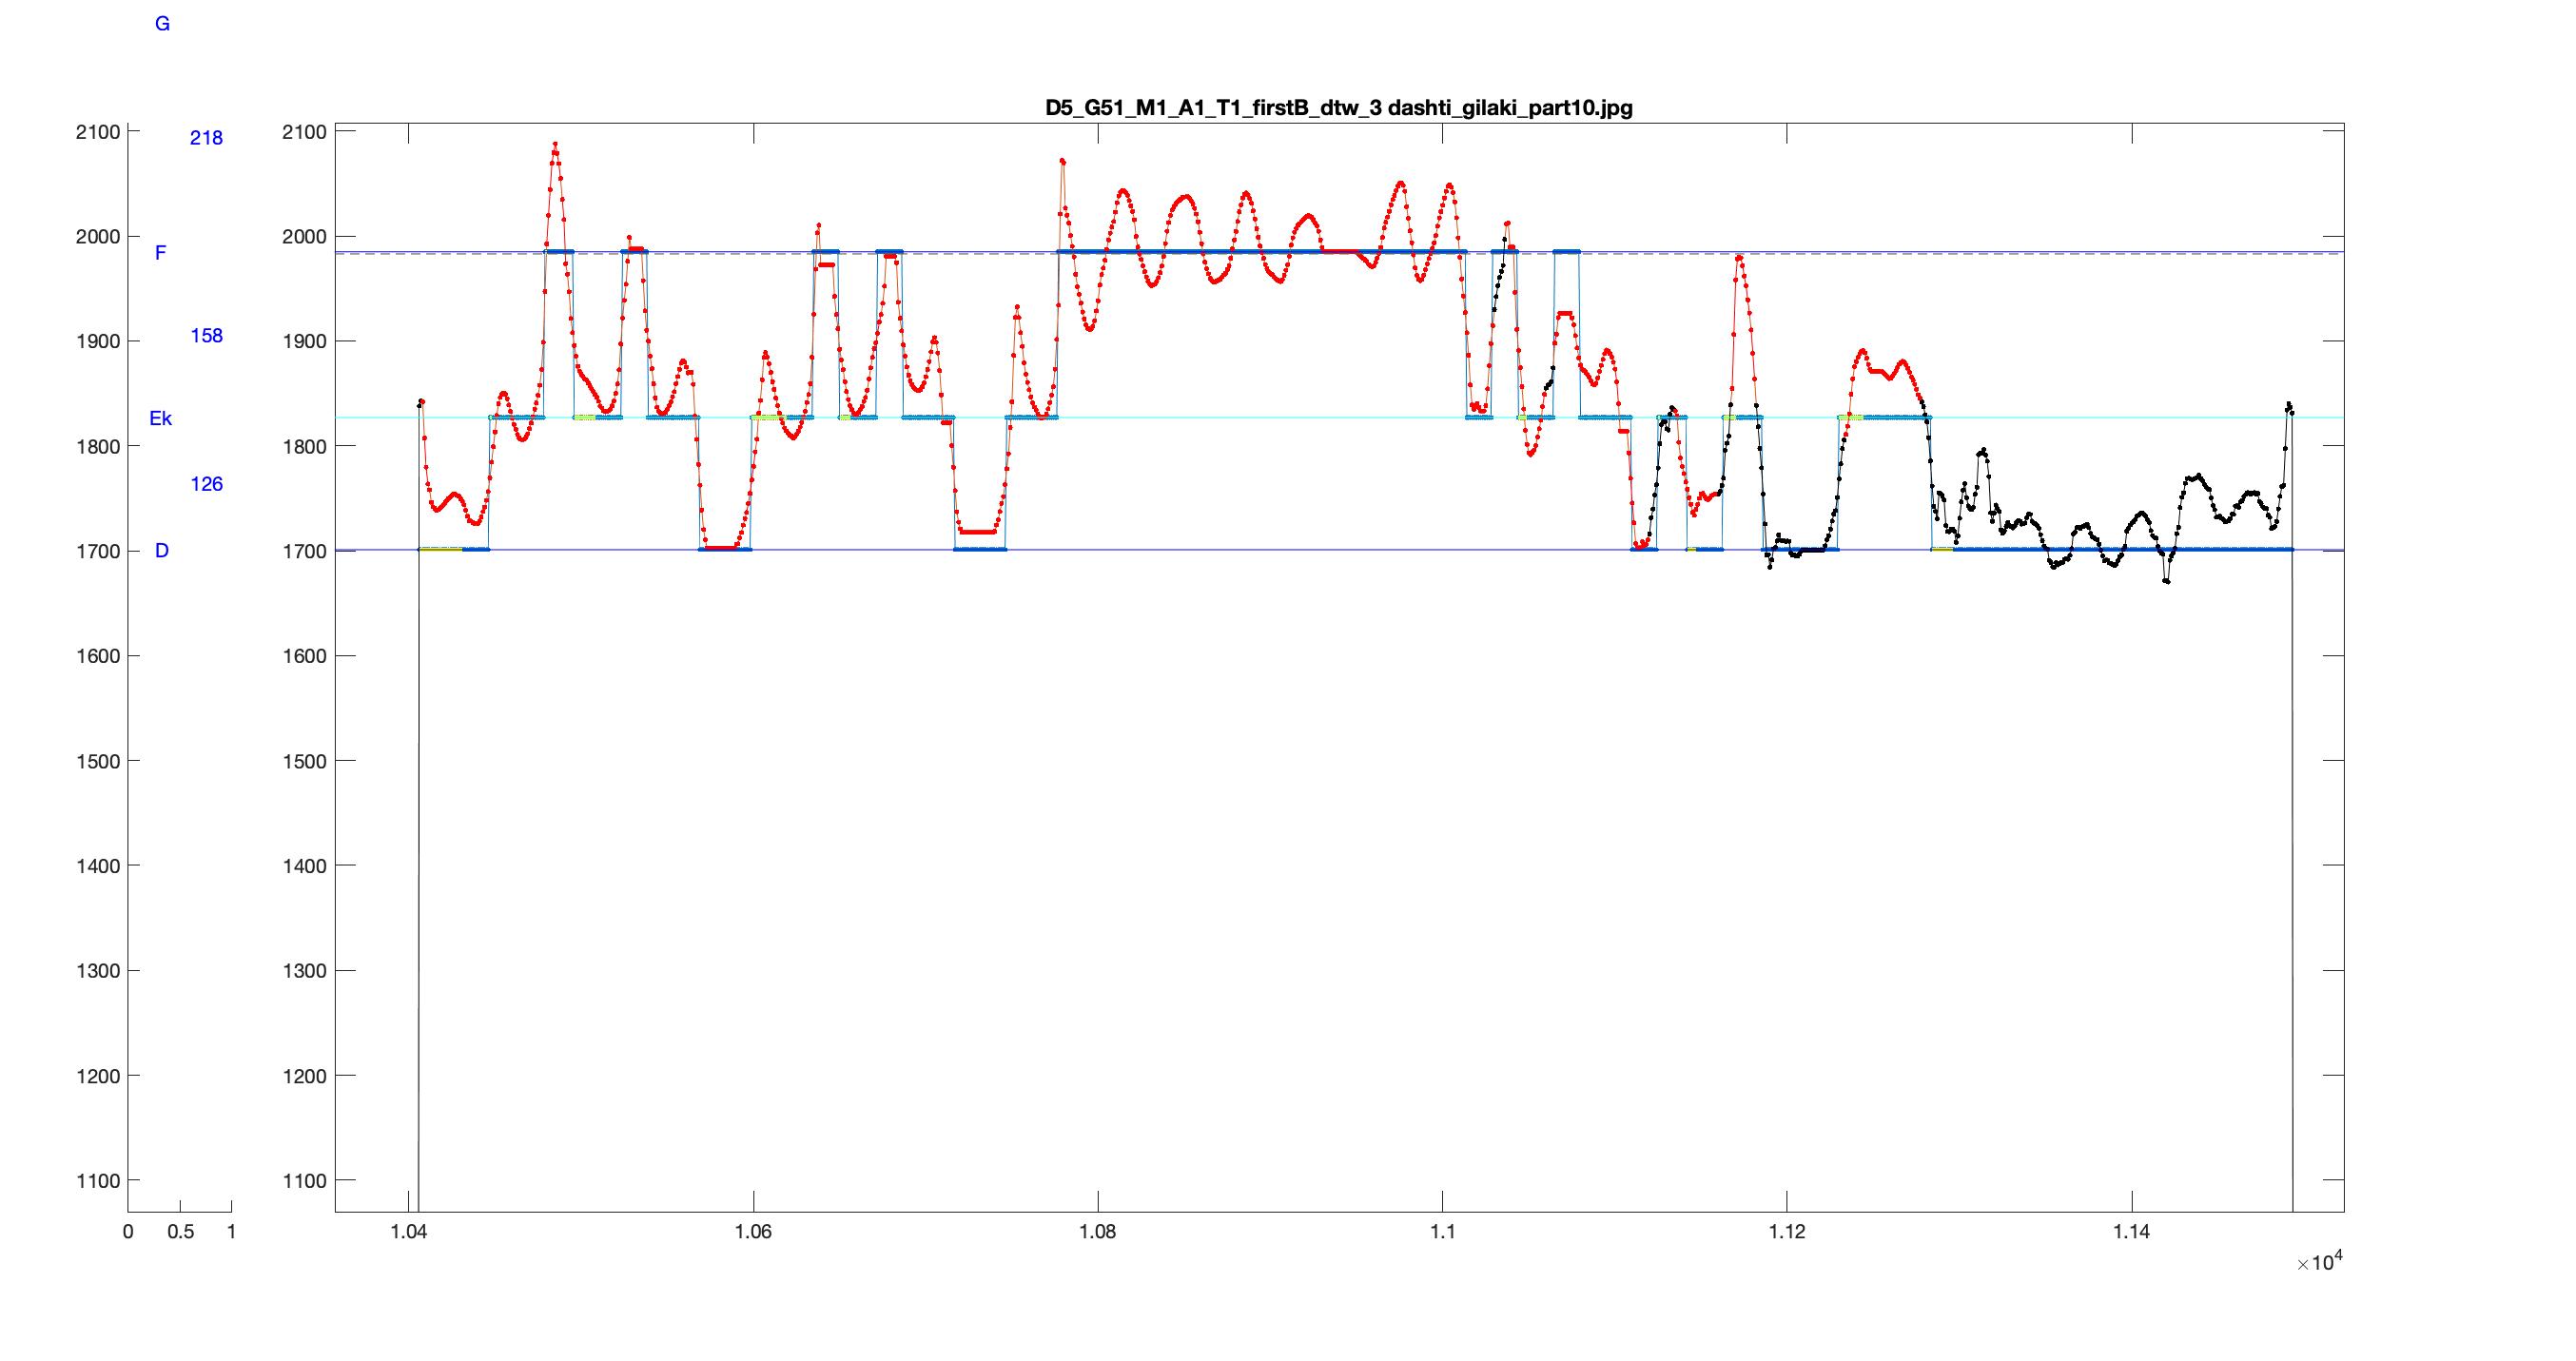 G
D5_G51_M1_A1_T1_firstB_dtw_3 dashti_gilaki_part10.jpg
2100 218 2100
2000 F 2000
1900 158 1900
1800 Ek 1800
126
1700 D 1700
1600 1600
1500 1500
1400 1400
1300 1300
1200 1200
1100 1100
0 0.5 1 1.04 1.06 1.08 1.1 1.12 1.14
×10⁴